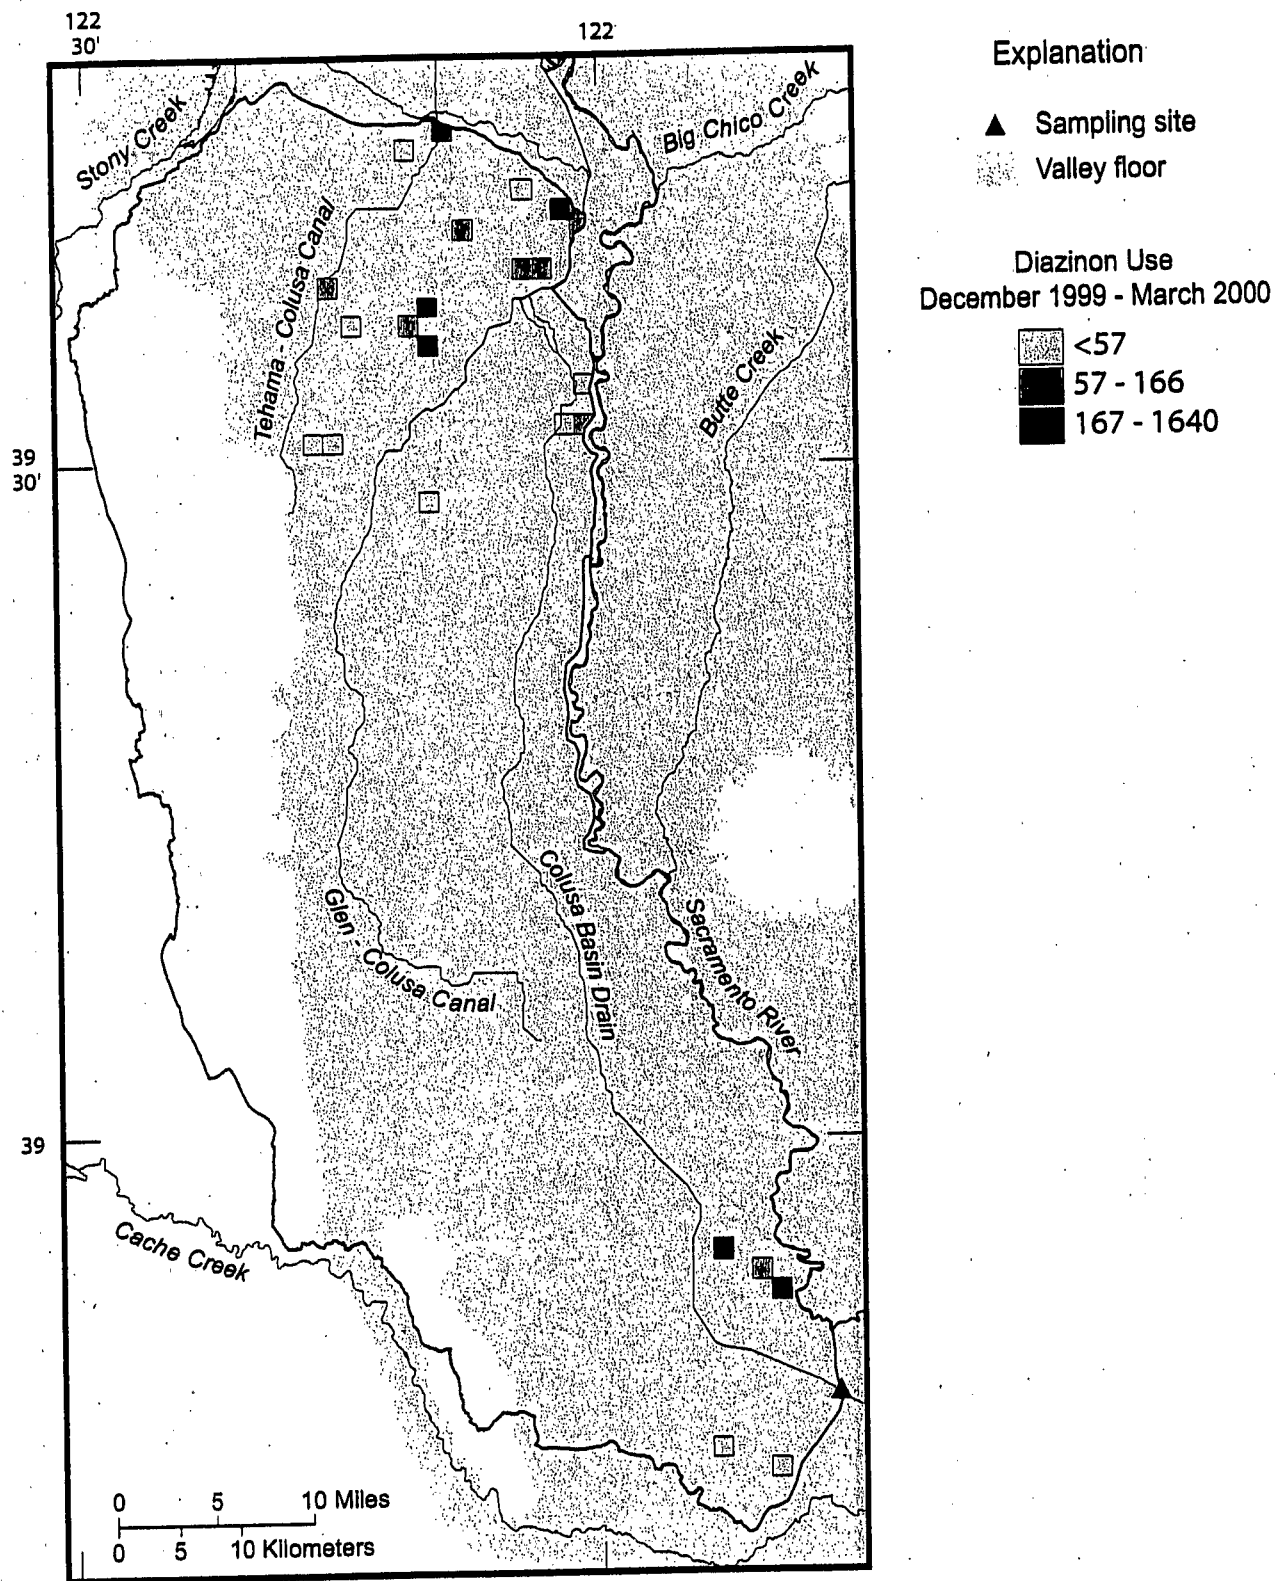 122
30'
122
Explanation
Sampling site
Valley floor
Diazinon Use
December 1999 - March 2000
<57
57 - 166
167 - 1640
Stony Creek
Big Chico Creek
Tehama - Colusa Canal
Butte Creek
39
30'
Glen - Colusa Canal
Colusa Basin Drain
Sacramento River
39
Cache Creek
0 5 10 Miles
0 5 10 Kilometers